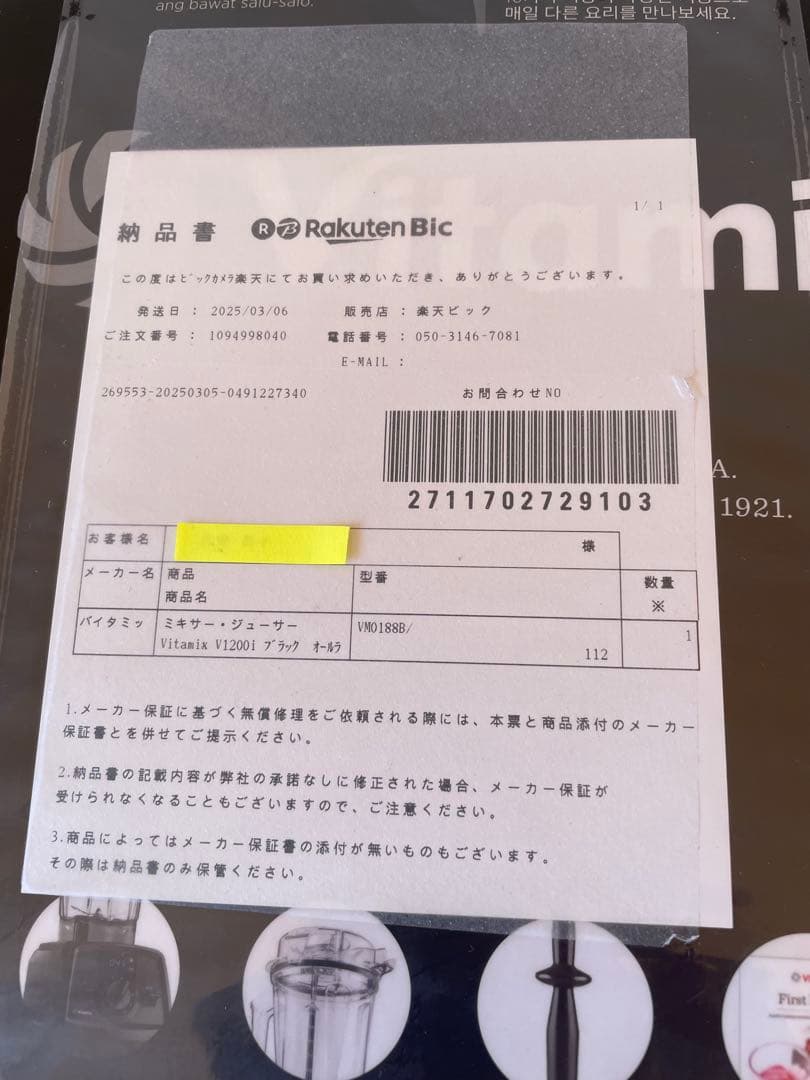 ang bawat salu-salo.
매일 다른 요리를 만나보세요.
Vitami
1/ 1
納品書 R B Rakuten Bic
この度はﾋﾞｯｸｶﾒﾗ楽天にてお買い求めいただき、ありがとうございます。
発送日 : 2025/03/06 販売店 : 楽天ビック
ご注文番号 : 1094998040 電話番号 : 050-3146-7081
E-MAIL :
269553-20250305-0491227340 お問合わせNO
2711702729103
A.
1921.
お客様名 様
メーカー名 商品 型番 数量
商品名 ※
バイタミッ ミキサー・ジューサー VM0188B/ 1
Vitamix V1200i ﾌﾞﾗｯｸ ｵｰﾙﾗ 112
1.メーカー保証に基づく無償修理をご依頼される際には、本票と商品添付のメーカー
保証書とを併せてご提示ください。
2.納品書の記載内容が弊社の承諾なしに修正された場合、メーカー保証が
受けられなくなることもございますので、ご注意ください。
3.商品によってはメーカー保証書の添付が無いものもございます。
その際は納品書のみ保管ください。
First